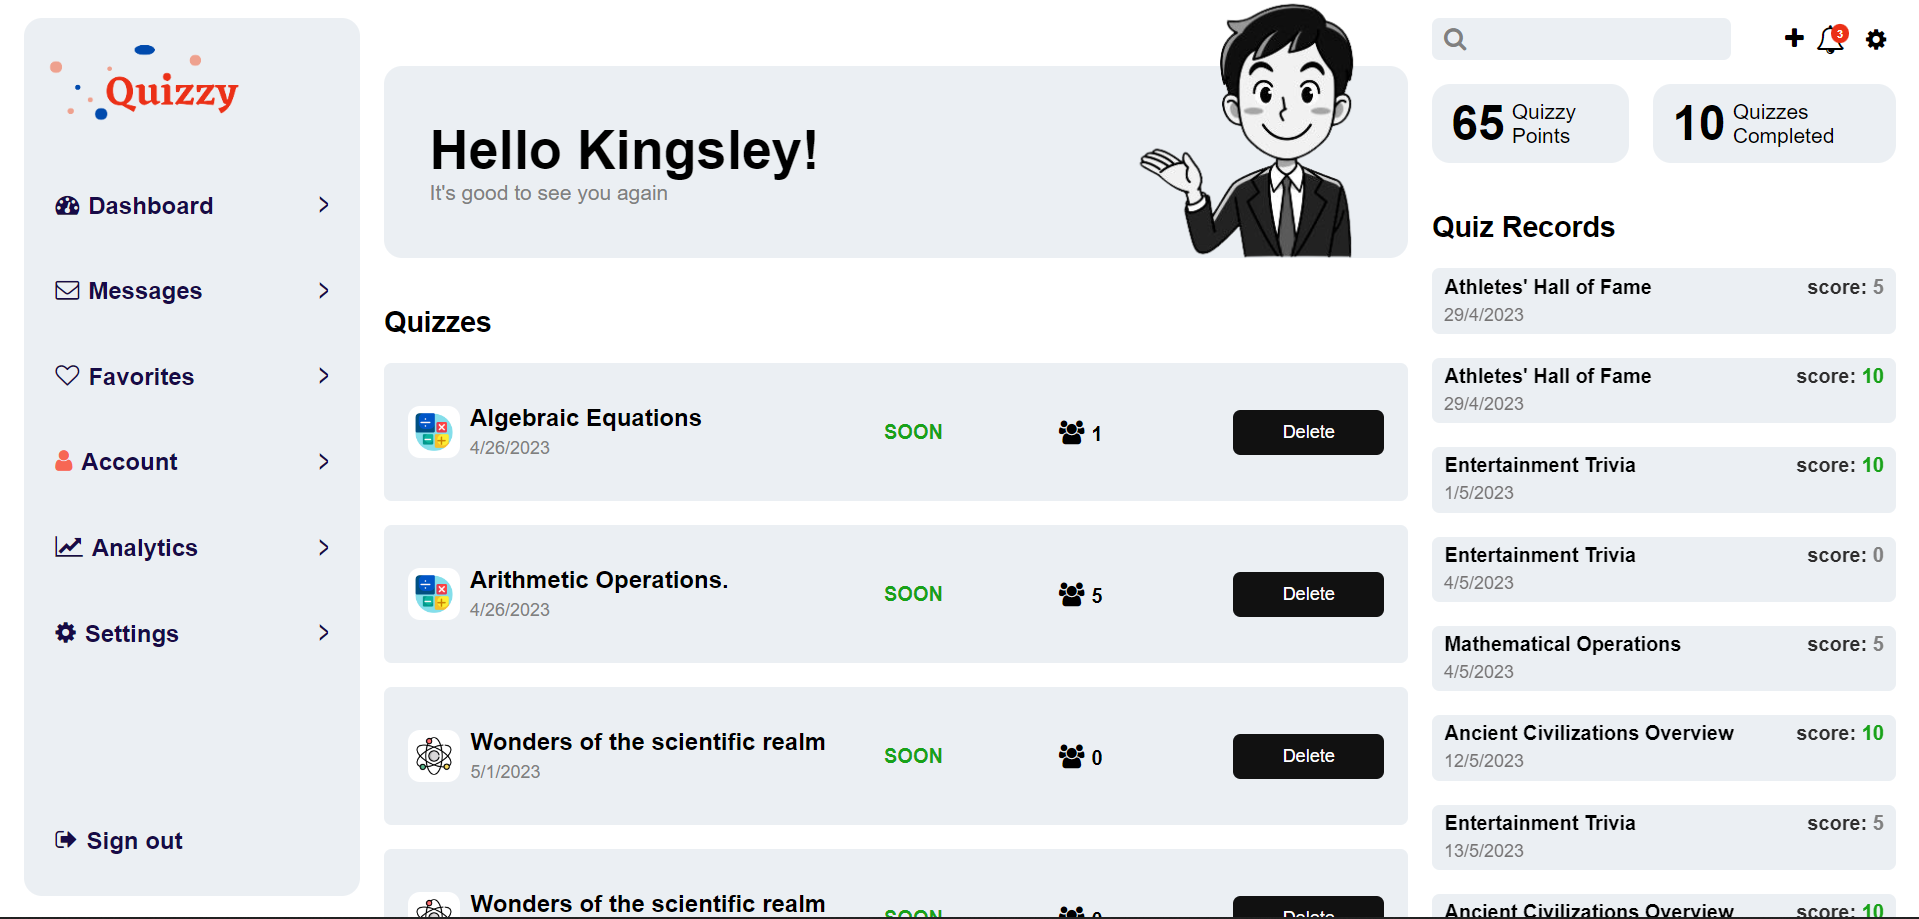 Quizzy
Dashboard
Messages
Favorites
Account
Analytics
Settings
Sign out
Hello Kingsley!
It's good to see you again
Quizzes
Algebraic Equations
4/26/2023
SOON
1
Delete
Arithmetic Operations.
4/26/2023
SOON
5
Delete
Wonders of the scientific realm
5/1/2023
SOON
0
Delete
Wonders of the scientific realm
SOON
0
Delete
3
65 Quizzy
Points
10 Quizzes
Completed
Quiz Records
Athletes' Hall of Fame score: 5
29/4/2023
Athletes' Hall of Fame score: 10
29/4/2023
Entertainment Trivia score: 10
1/5/2023
Entertainment Trivia score: 0
4/5/2023
Mathematical Operations score: 5
4/5/2023
Ancient Civilizations Overview score: 10
12/5/2023
Entertainment Trivia score: 5
13/5/2023
Ancient Civilizations Overview score: 10